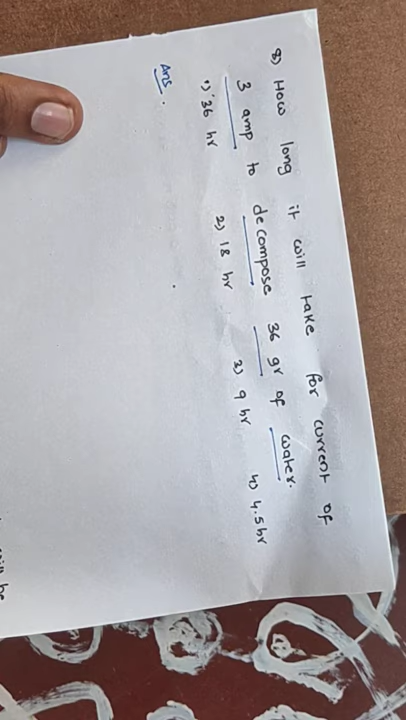 8) How long it will take for current of
3 amp to decompose 36 gr of water.
1) 36 hr 2) 18 hr 3) 9 hr 4) 4.5 hr
Ans.